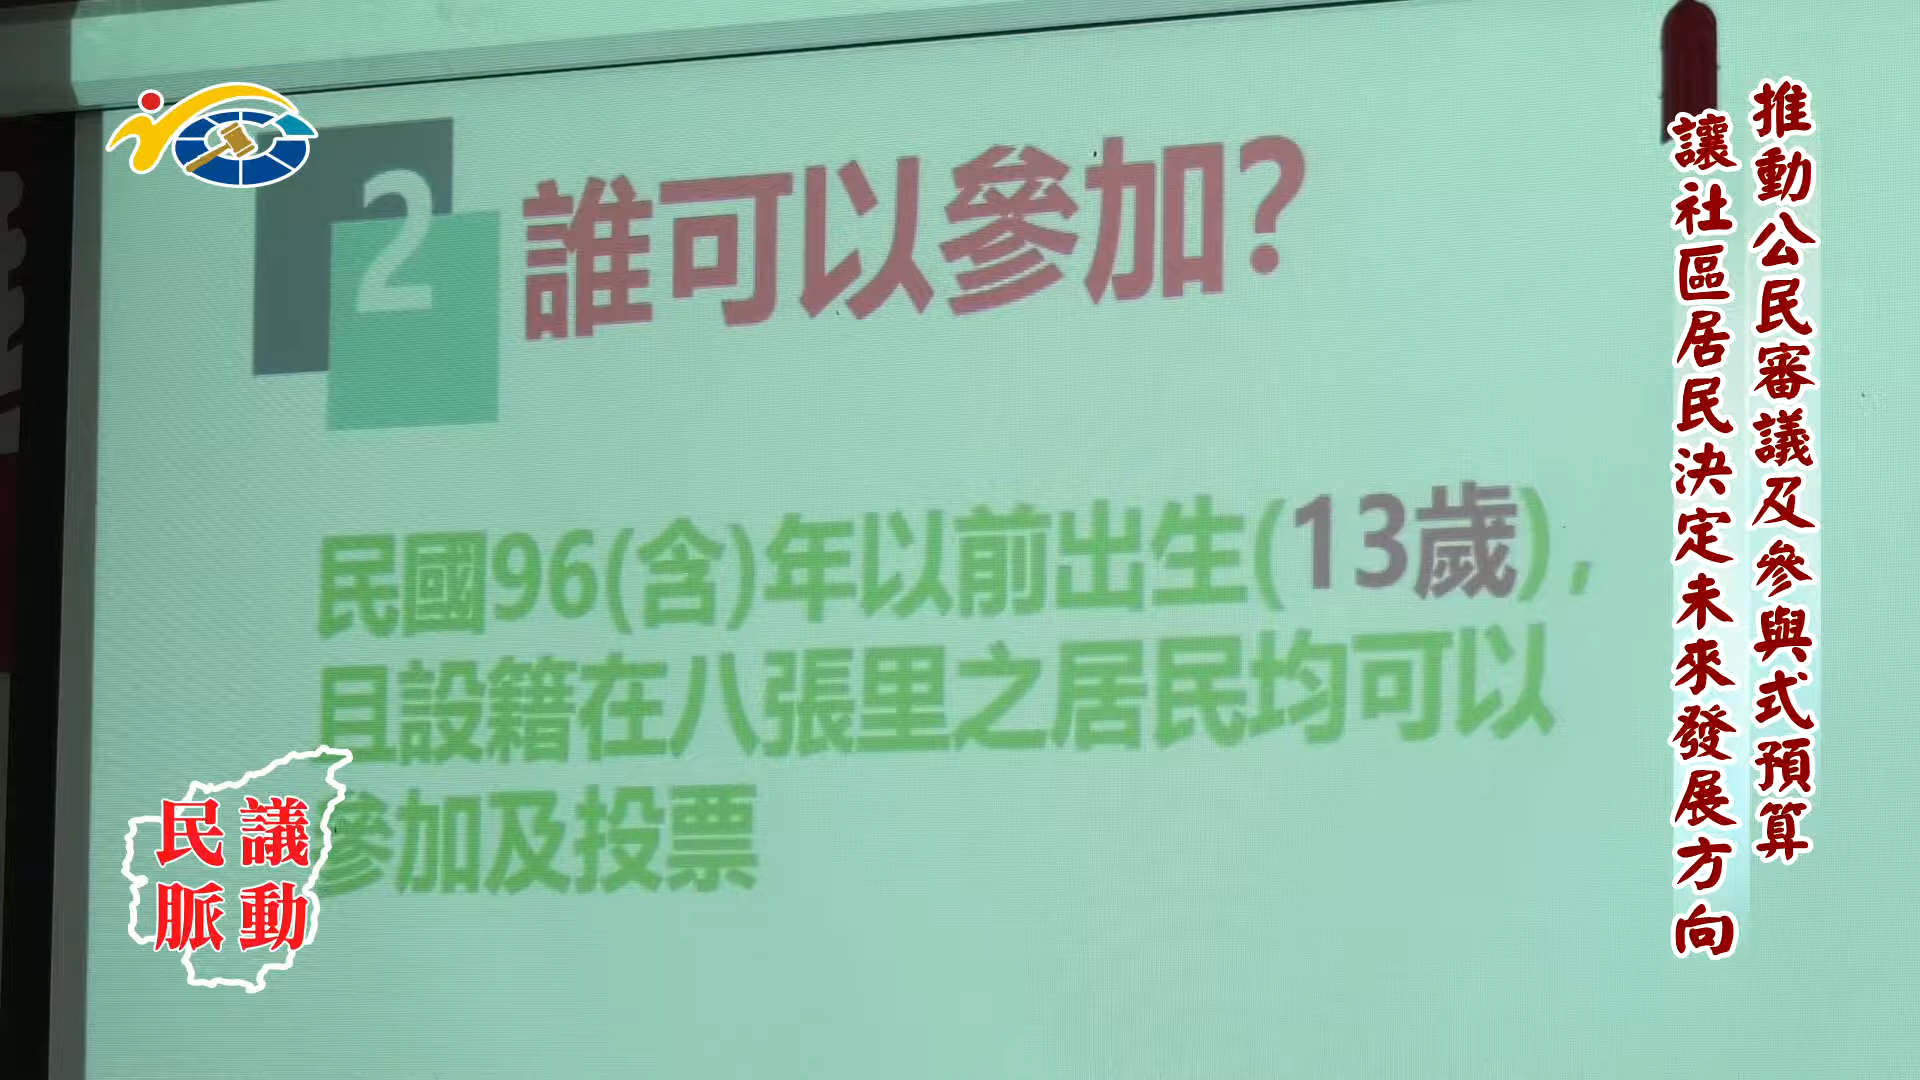 推動公民審議及參與式預算
讓社區居民決定未來發展方向
2
誰可以參加?
民國96(含)年以前出生(13歲),
且設籍在八張里之居民均可以
參加及投票
民議
脈動